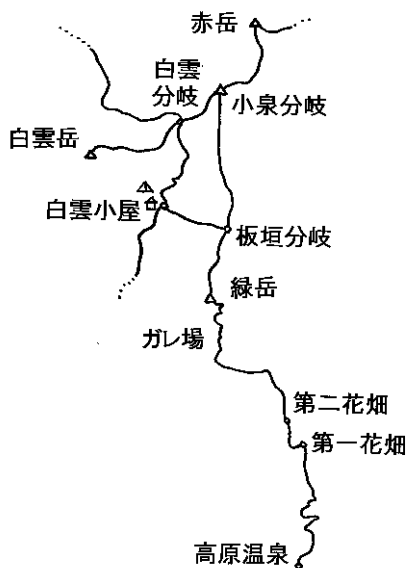 赤岳
白雲
分岐
小泉分岐
白雲岳
白雲小屋
板垣分岐
緑岳
ガレ場
第二花畑
第一花畑
高原温泉